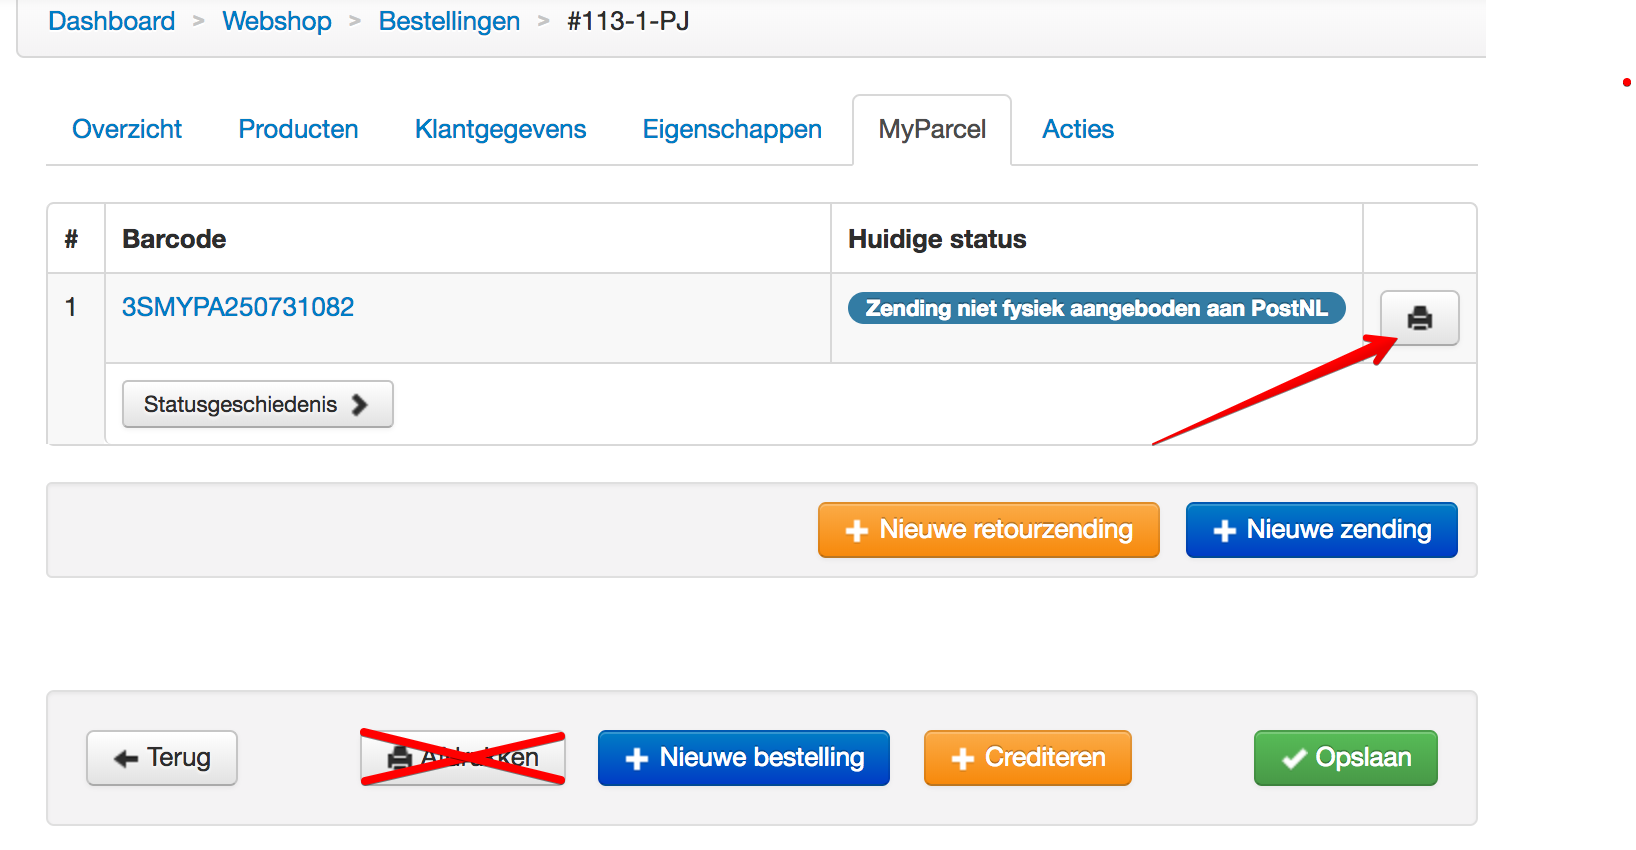 Dashboard > Webshop > Bestellingen > #113-1-PJ
Overzicht Producten Klantgegevens Eigenschappen MyParcel Acties
# Barcode Huidige status
1 3SMYPA250731082 Zending niet fysiek aangeboden aan PostNL
Statusgeschiedenis
Nieuwe retourzending Nieuwe zending
Terug Afdrukken Nieuwe bestelling Crediteren Opslaan